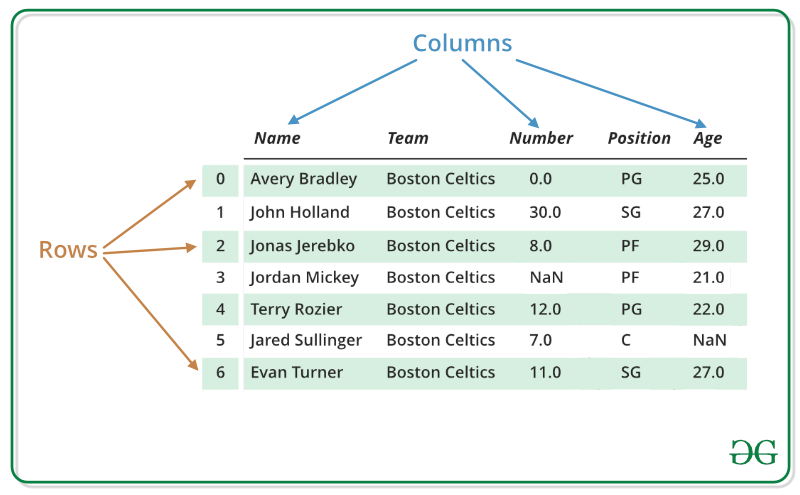 Columns
Name Team Number Position Age
0 Avery Bradley Boston Celtics 0.0 PG 25.0
1 John Holland Boston Celtics 30.0 SG 27.0
Rows
2 Jonas Jerebko Boston Celtics 8.0 PF 29.0
3 Jordan Mickey Boston Celtics NaN PF 21.0
4 Terry Rozier Boston Celtics 12.0 PG 22.0
5 Jared Sullinger Boston Celtics 7.0 C NaN
6 Evan Turner Boston Celtics 11.0 SG 27.0